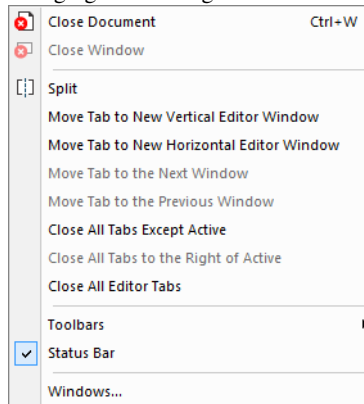 Close Document Ctrl+W
Close Window
Split
Move Tab to New Vertical Editor Window
Move Tab to New Horizontal Editor Window
Move Tab to the Next Window
Move Tab to the Previous Window
Close All Tabs Except Active
Close All Tabs to the Right of Active
Close All Editor Tabs
Toolbars
Status Bar
Windows...